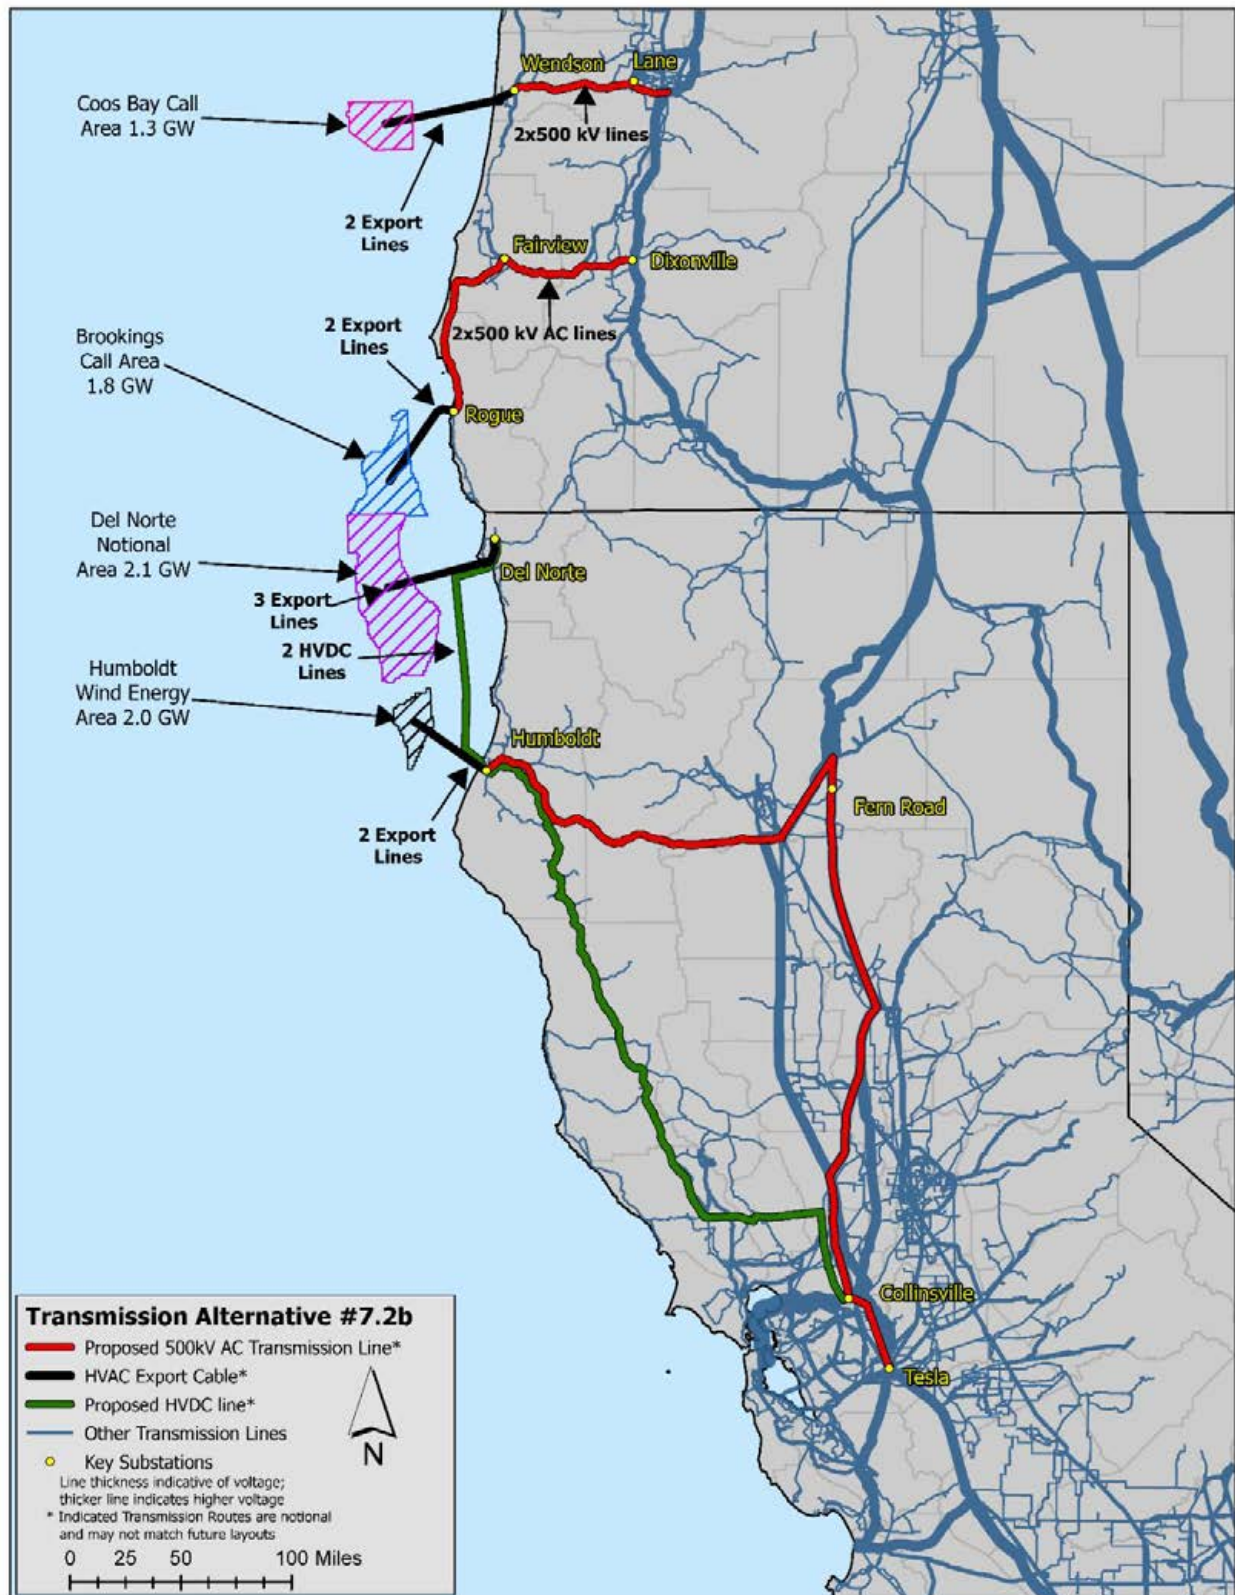 Wendson
Lane
Coos Bay Call
Area 1.3 GW
2x500 kV lines
2 Export
Lines
Fairview
Dixonville
2 Export
Lines
2x500 kV AC lines
Brookings
Call Area
1.8 GW
Rogue
Del Norte
Notional
Area 2.1 GW
Del Norte
3 Export
Lines
2 HVDC
Lines
Humboldt
Wind Energy
Area 2.0 GW
Humboldt
Fern Road
2 Export
Lines
Collinsville
Tesla
Transmission Alternative #7.2b
Proposed 500kV AC Transmission Line*
HVAC Export Cable*
Proposed HVDC line*
Other Transmission Lines
Key Substations
Line thickness indicative of voltage;
thicker line indicates higher voltage
* Indicated Transmission Routes are notional
and may not match future layouts
N
0 25 50 100 Miles